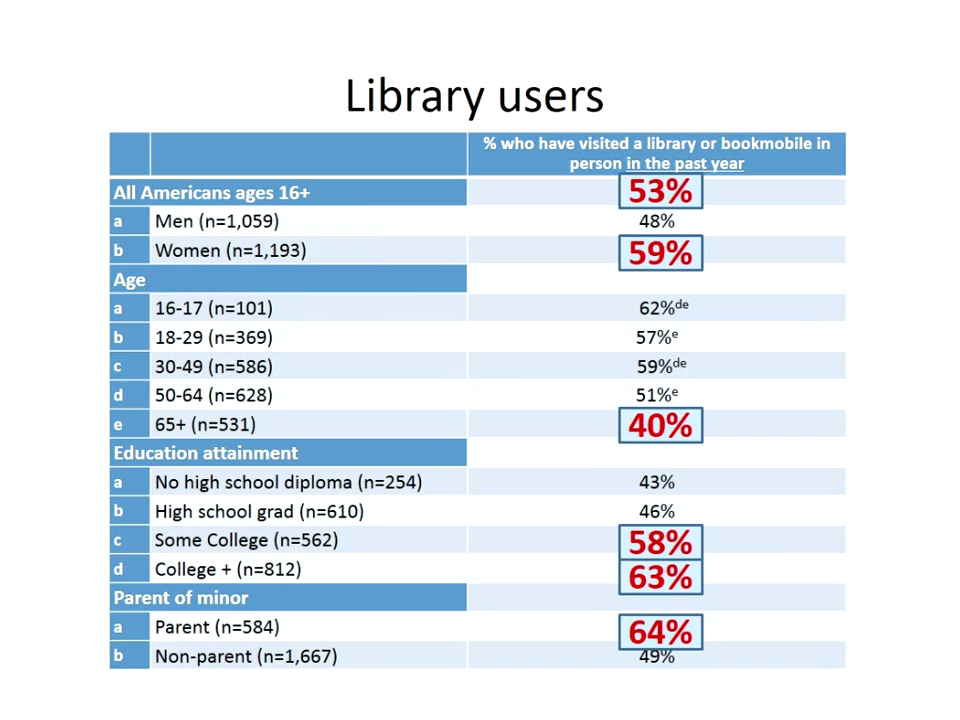 Library users
% who have visited a library or bookmobile in
person in the past year
All Americans ages 16+ 53%
a Men (n=1,059) 48%
b Women (n=1,193) 59%
Age
a 16-17 (n=101) 62%de
b 18-29 (n=369) 57%e
c 30-49 (n=586) 59%de
d 50-64 (n=628) 51%e
e 65+ (n=531) 40%
Education attainment
a No high school diploma (n=254) 43%
b High school grad (n=610) 46%
c Some College (n=562) 58%
d College + (n=812) 63%
Parent of minor
a Parent (n=584) 64%
b Non-parent (n=1,667) 49%